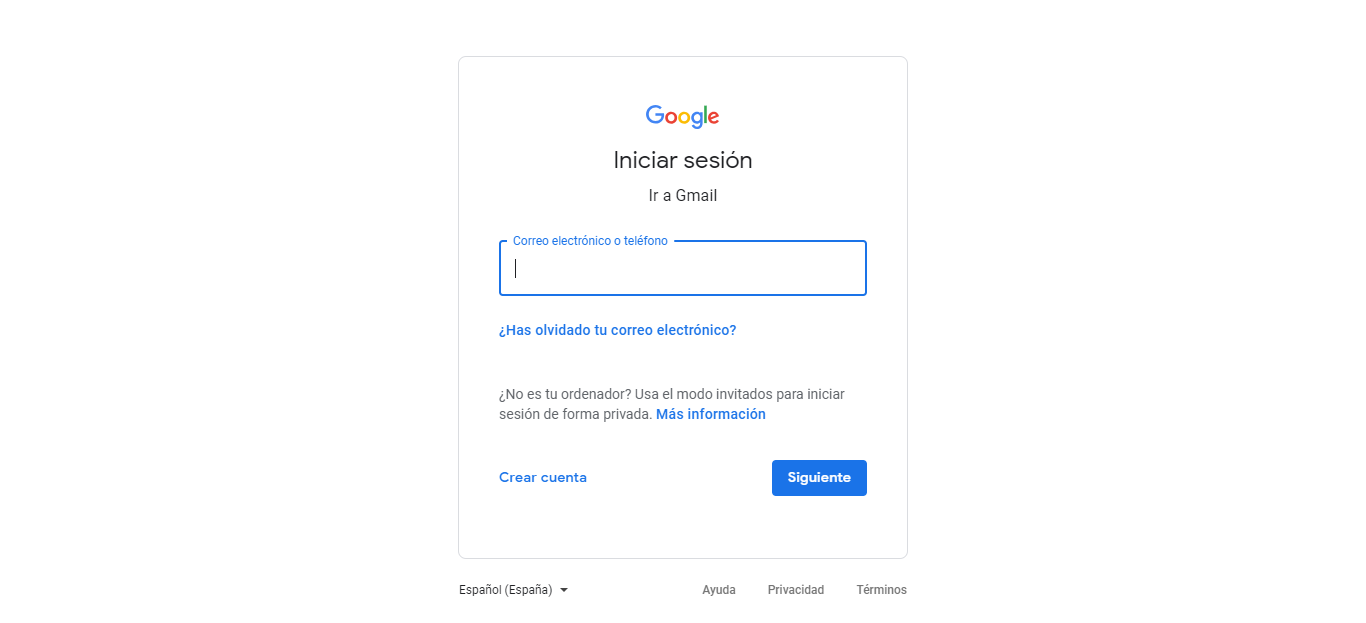 Google
Iniciar sesión
Ir a Gmail
Correo electrónico o teléfono
¿Has olvidado tu correo electrónico?
¿No es tu ordenador? Usa el modo invitados para iniciar
sesión de forma privada. Más información
Crear cuenta
Siguiente
Español (España)
Ayuda
Privacidad
Términos